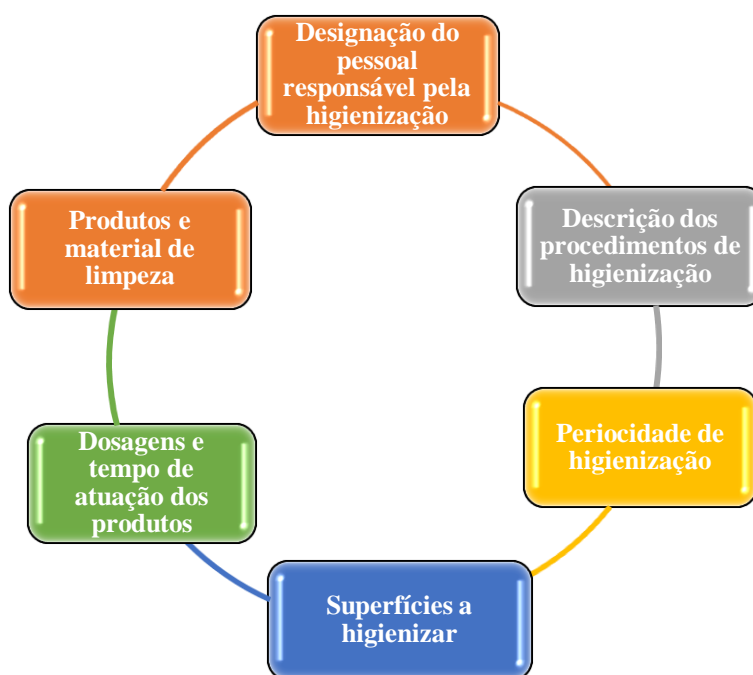 Designação do
pessoal
responsável pela
higienização
Descrição dos
procedimentos de
higienização
Periocidade de
higienização
Superfícies a
higienizar
Dosagens e
tempo de
atuação dos
produtos
Produtos e
material de
limpeza